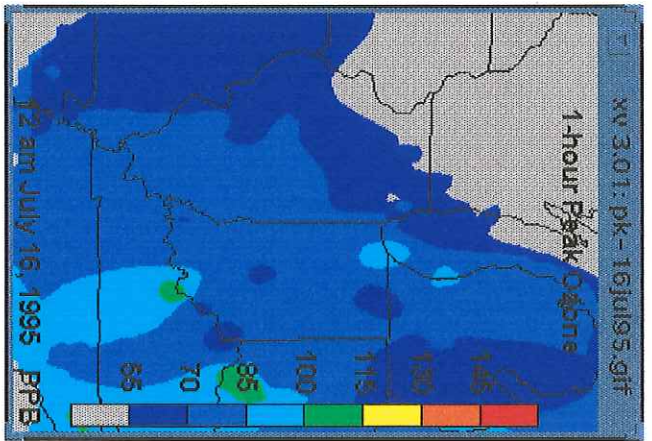 xv 3.01: pk-16jul95.gif
1-hour Peak Ozone
55 70 85 100 115 130 145
12 am July 16, 1995 PPB